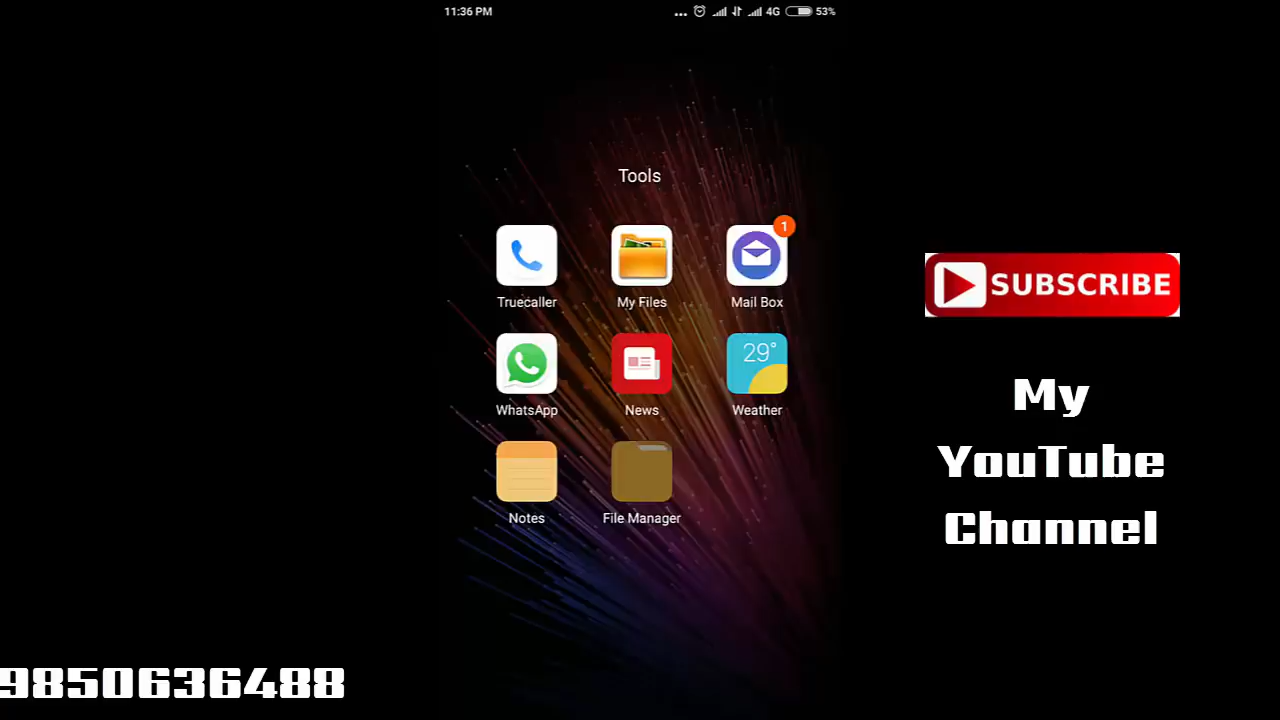 11:36 PM
... 4G 53%
Tools
1
Truecaller
My Files
Mail Box
29°
WhatsApp
News
Weather
Notes
File Manager
SUBSCRIBE
My
YouTube
Channel
9850636488